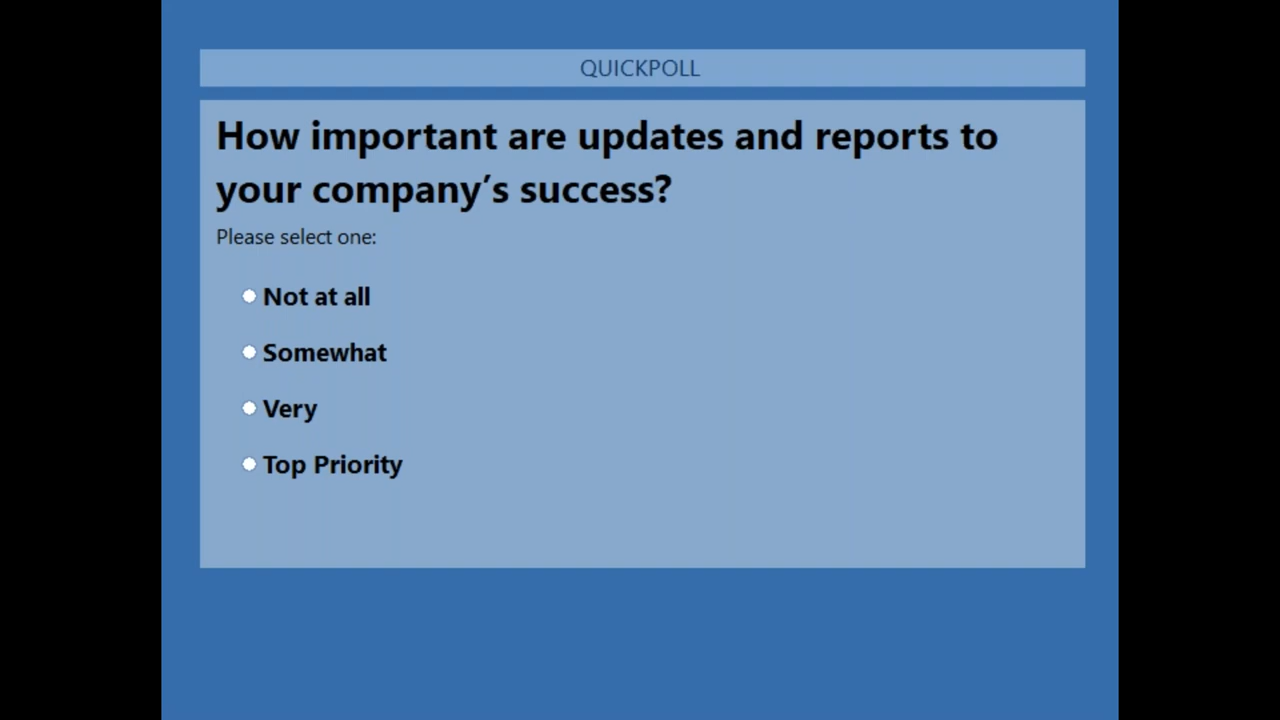 QUICKPOLL
How important are updates and reports to
your company’s success?
Please select one:
Not at all
Somewhat
Very
Top Priority